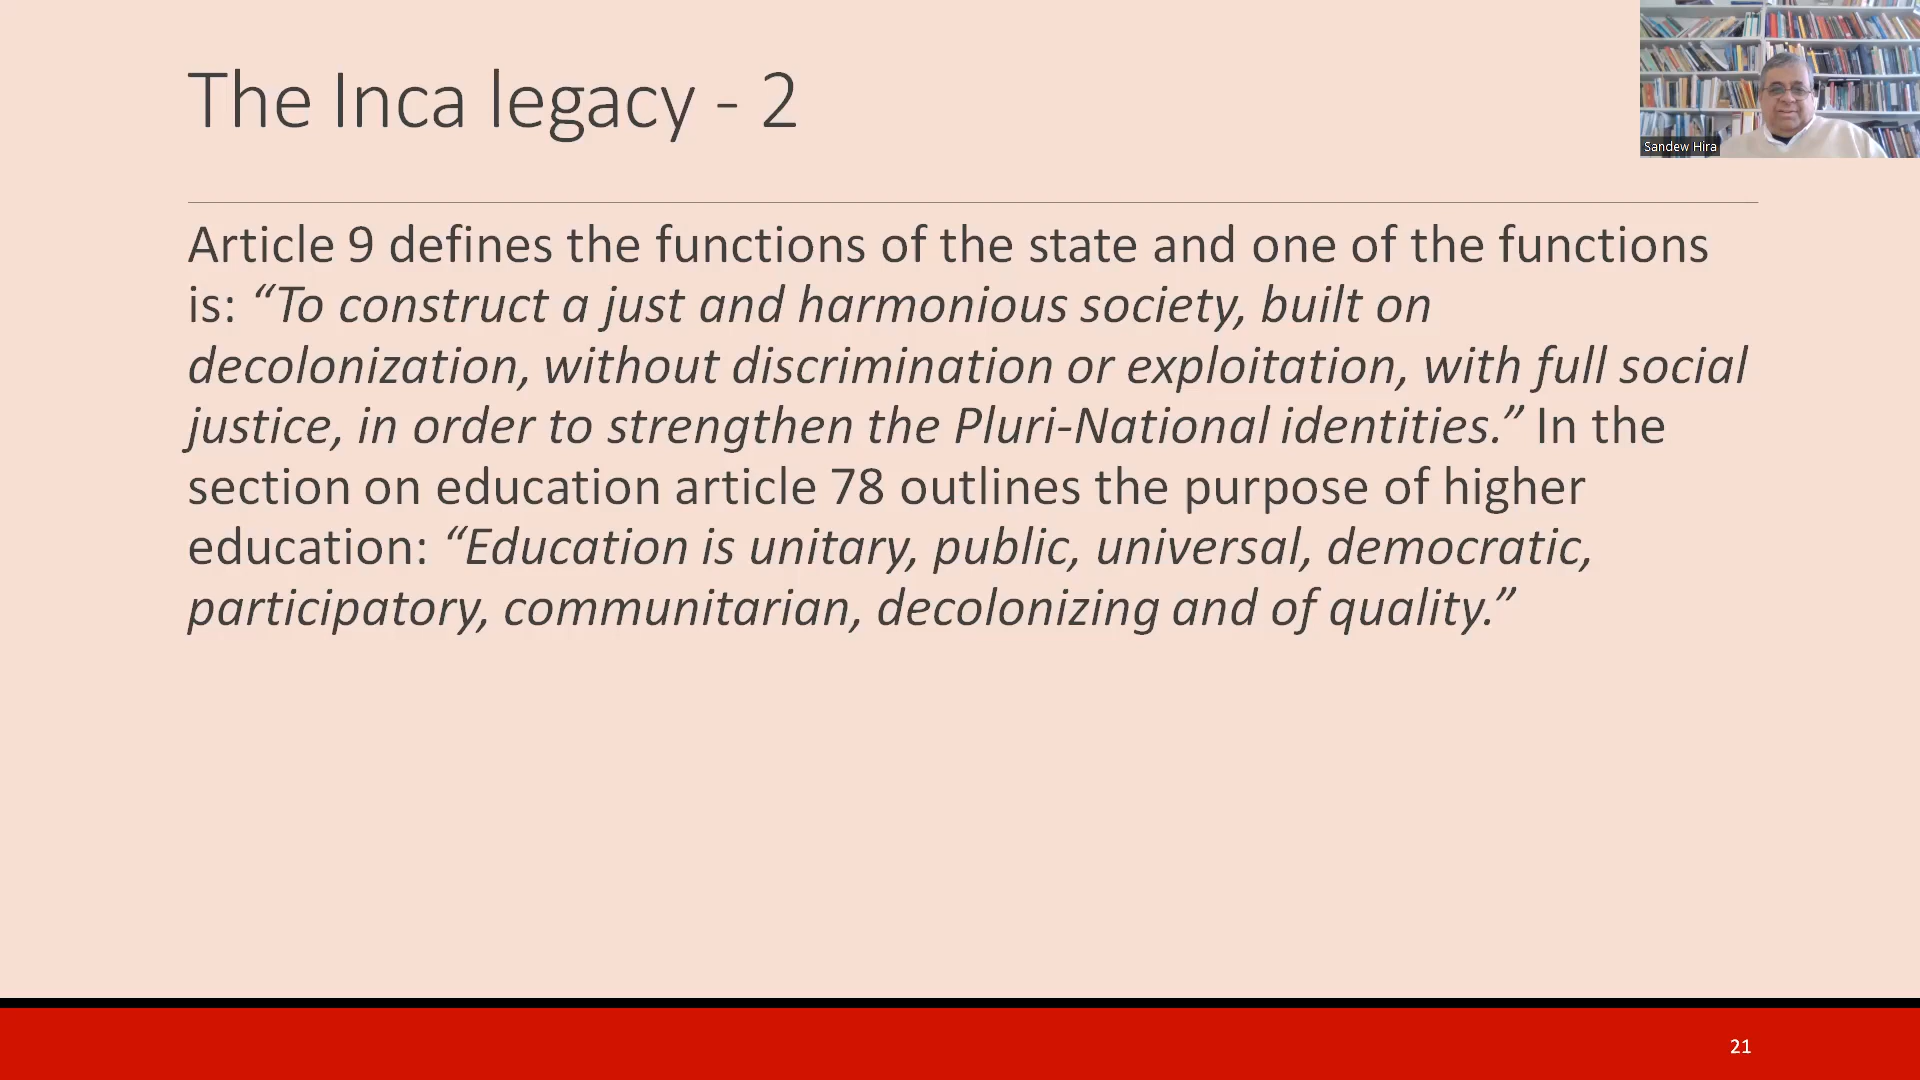 The Inca legacy - 2
Sandew Hira
Article 9 defines the functions of the state and one of the functions
is: “To construct a just and harmonious society, built on
decolonization, without discrimination or exploitation, with full social
justice, in order to strengthen the Pluri-National identities.” In the
section on education article 78 outlines the purpose of higher
education: “Education is unitary, public, universal, democratic,
participatory, communitarian, decolonizing and of quality.”
21